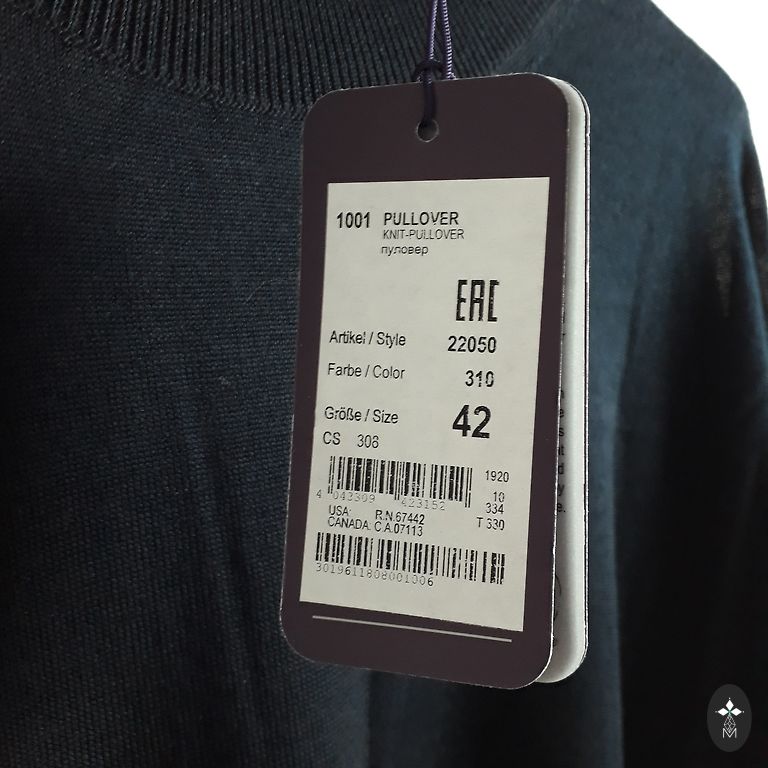 1001 PULLOVER
KNIT-PULLOVER
пуловер
EAC
Artikel / Style 22050
Farbe / Color 310
Größe / Size 42
CS 308
1920
4 043309 423152 10
334
USA: R.N.67442 T 330
CANADA: C.A.07113
3019611808001006
M